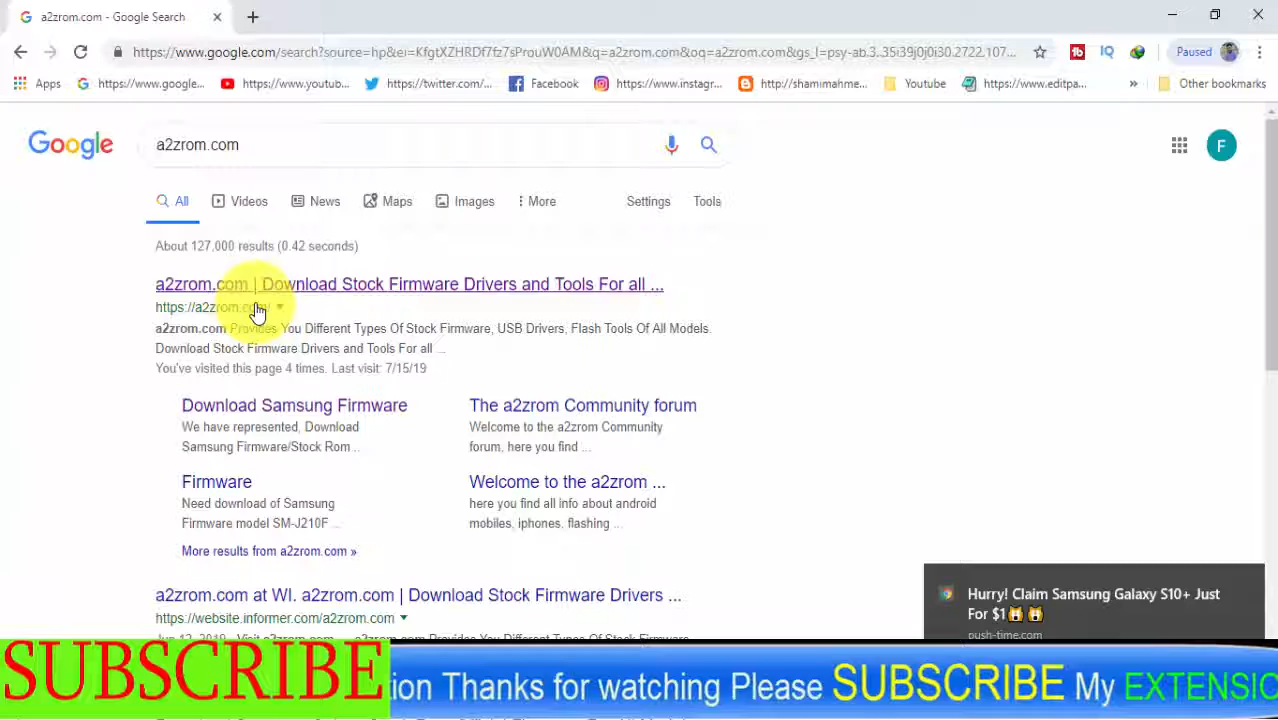 a2zrom.com - Google Search
https://www.google.com/search?source=hp&ei=KfgtXZHRDf7fz7sProuW0AM&q=a2zrom.com&oq=a2zrom.com&gs_l=psy-ab.3..35i39j0j0i30.2722.107...
Paused
Apps
https://www.google...
https://www.youtub...
https://twitter.com/...
Facebook
https://www.instagr...
http://shamimahme...
Youtube
https://www.editpa...
»
Other bookmarks
Google
a2zrom.com
F
All
Videos
News
Maps
Images
More
Settings
Tools
About 127,000 results (0.42 seconds)
a2zrom.com | Download Stock Firmware Drivers and Tools For all ...
https://a2zrom.com/
a2zrom.com Provides You Different Types Of Stock Firmware, USB Drivers, Flash Tools Of All Models.
Download Stock Firmware Drivers and Tools For all ...
You've visited this page 4 times. Last visit: 7/15/19
Download Samsung Firmware
We have represented, Download
Samsung Firmware/Stock Rom ...
The a2zrom Community forum
Welcome to the a2zrom Community
forum, here you find ...
Firmware
Need download of Samsung
Firmware model SM-J210F ...
Welcome to the a2zrom ...
here you find all info about android
mobiles, iphones, flashing ...
More results from a2zrom.com »
a2zrom.com at WI. a2zrom.com | Download Stock Firmware Drivers ...
https://website.informer.com/a2zrom.com
Hurry! Claim Samsung Galaxy S10+ Just
For $1
push-time.com
SUBSCRIBE
ion Thanks for watching Please SUBSCRIBE My EXTENSIO